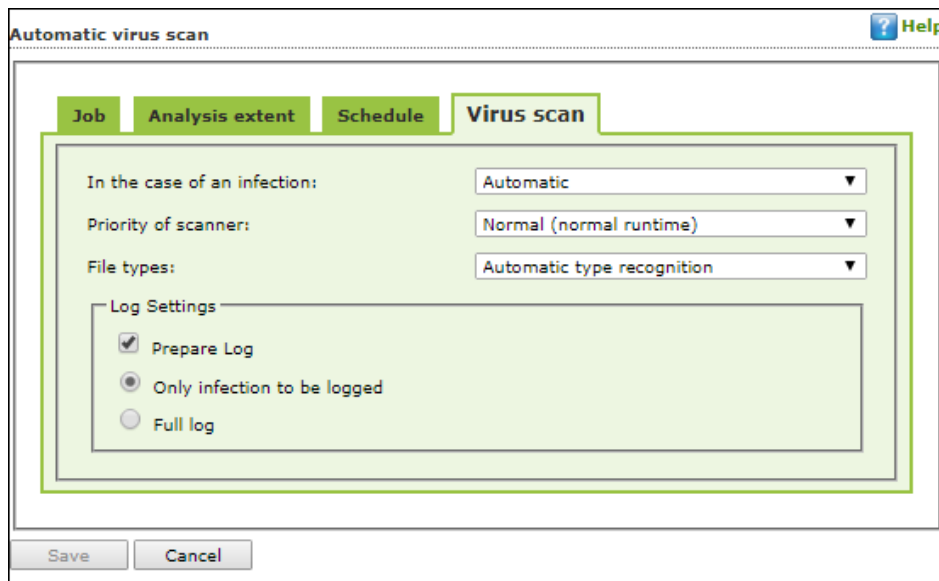 Automatic virus scan
? Help
Job Analysis extent Schedule Virus scan
In the case of an infection: Automatic
Priority of scanner: Normal (normal runtime)
File types: Automatic type recognition
Log Settings
Prepare Log
Only infection to be logged
Full log
Save Cancel